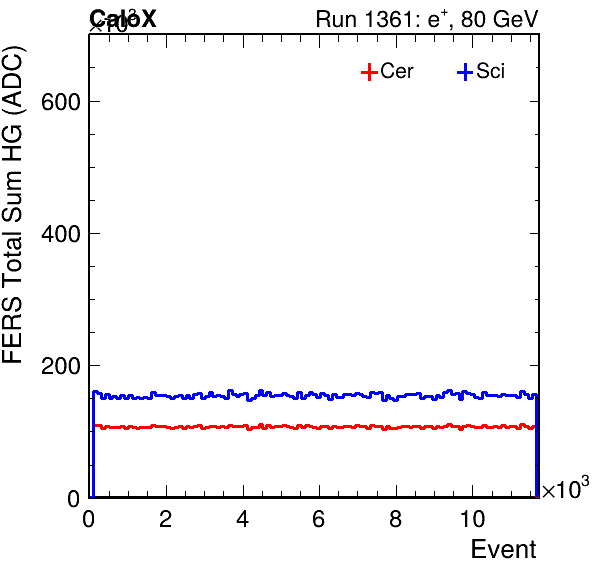 CaloX
×10³
Run 1361: e⁺, 80 GeV
FERS Total Sum HG (ADC)
Cer
Sci
600
400
200
0
0 2 4 6 8 10
×10³
Event